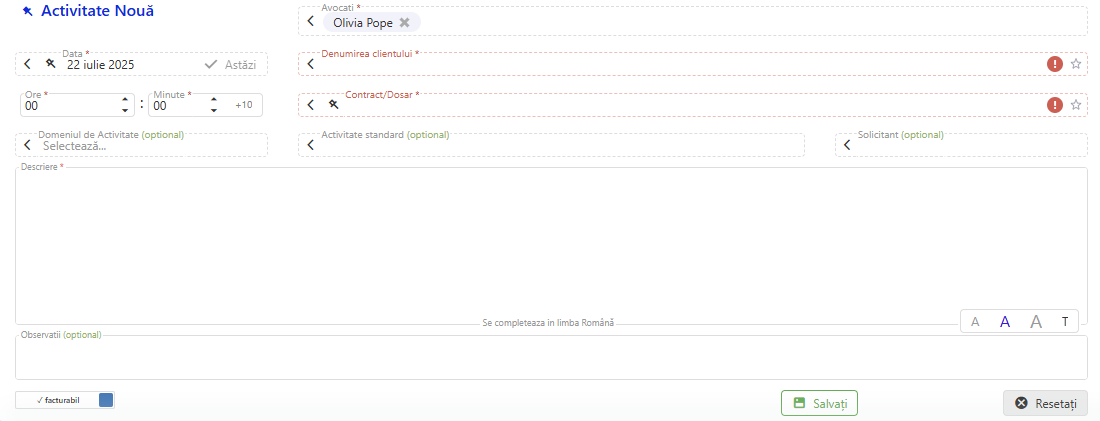 Activitate Nouă
Avocati *
Olivia Pope
Data *
22 iulie 2025
Astăzi
Denumirea clientului *
Ore *
00
:
Minute *
00
+10
Contract/Dosar *
Domeniul de Activitate (optional)
Selectează...
Activitate standard (optional)
Solicitant (optional)
Descriere *
Se completeaza in limba Română
A A A T
Observatii (optional)
✓ facturabil
Salvați
Resetați